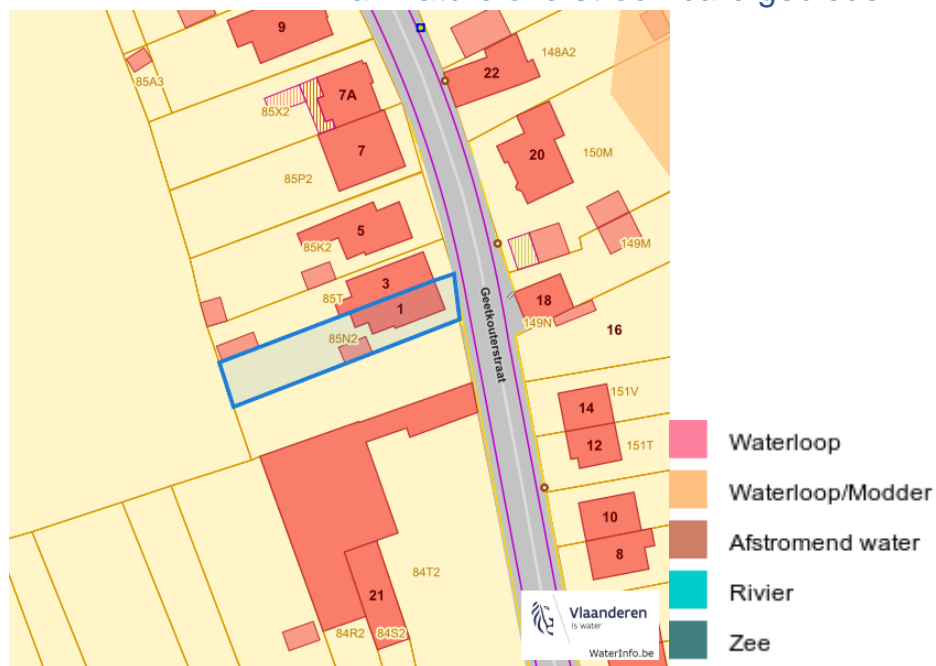 9
85A3
22
148A2
7A
85X2
7
20
150M
85P2
5
85K2
149M
3
85T
1
18
149N
16
85N2
Geetkouterstraat
14
151V
12
151T
10
8
84T2
21
84R2
84S2
Vlaanderen
is water
WaterInfo.be
Waterloop
Waterloop/Modder
Afstromend water
Rivier
Zee